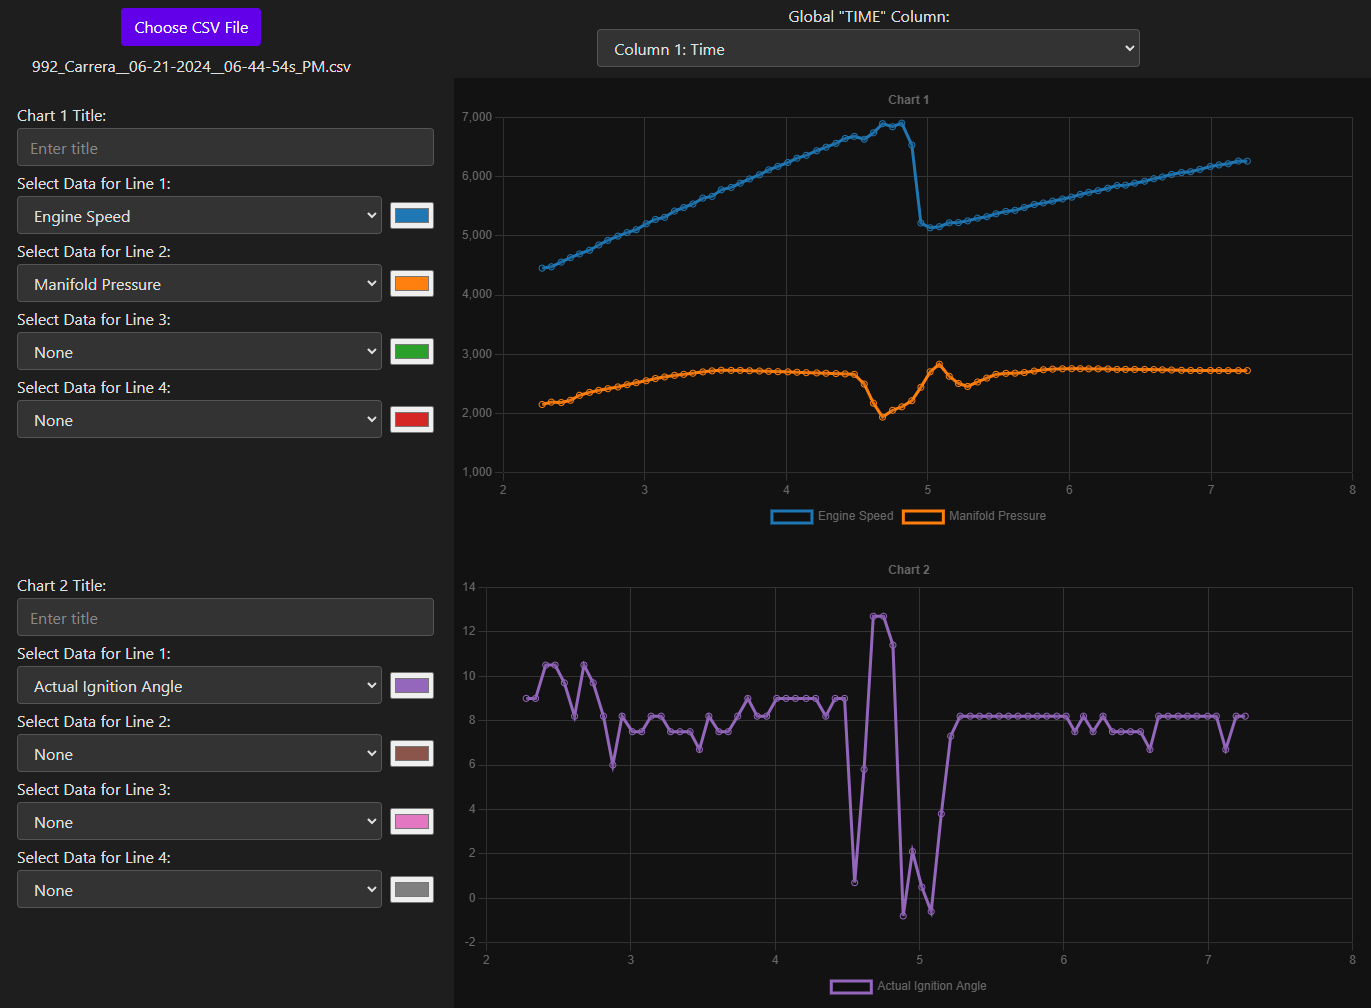 Choose CSV File
992_Carrera__06-21-2024__06-44-54s_PM.csv
Global "TIME" Column:
Column 1: Time
Chart 1 Title:
Enter title
Select Data for Line 1:
Engine Speed
Select Data for Line 2:
Manifold Pressure
Select Data for Line 3:
None
Select Data for Line 4:
None
Chart 1
7,000
6,000
5,000
4,000
3,000
2,000
1,000
2 3 4 5 6 7 8
Engine Speed Manifold Pressure
Chart 2 Title:
Enter title
Select Data for Line 1:
Actual Ignition Angle
Select Data for Line 2:
None
Select Data for Line 3:
None
Select Data for Line 4:
None
Chart 2
14
12
10
8
6
4
2
0
-2
2 3 4 5 6 7 8
Actual Ignition Angle